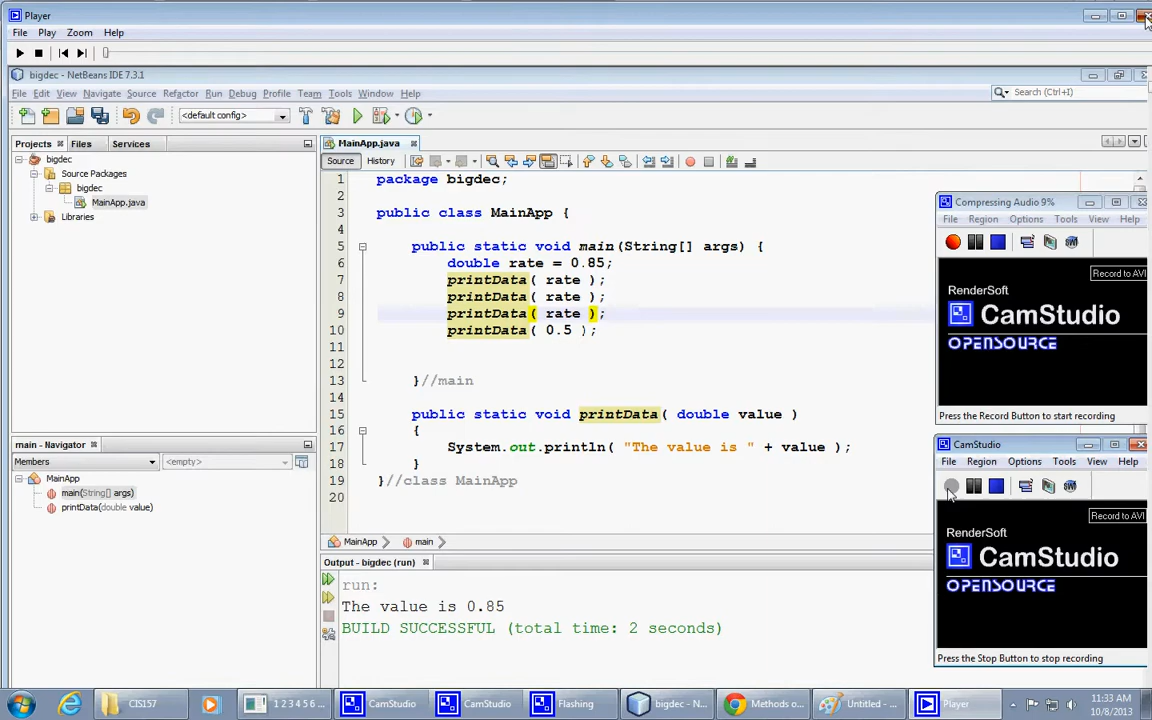 Player
File Play Zoom Help
bigdec - NetBeans IDE 7.3.1
File Edit View Navigate Source Refactor Run Debug Profile Team Tools Window Help
Search (Ctrl+I)
<default config>
Projects Files Services
MainApp.java
Source History
bigdec
Source Packages
bigdec
MainApp.java
Libraries
1 package bigdec;
2
3 public class MainApp {
4
5 public static void main(String[] args) {
6 double rate = 0.85;
7 printData( rate );
8 printData( rate );
9 printData( rate );
10 printData( 0.5 );
11
12
13 }//main
14
15 public static void printData( double value )
16 {
17 System.out.println( "The value is " + value );
18 }
19 }//class MainApp
20
MainApp main
main - Navigator
Members <empty>
MainApp
main(String[] args)
printData(double value)
Output - bigdec (run)
run:
The value is 0.85
BUILD SUCCESSFUL (total time: 2 seconds)
Compressing Audio 9%
File Region Options Tools View Help
Record to AVI
RenderSoft
CamStudio
OPENSOURCE
Press the Record Button to start recording
CamStudio
File Region Options Tools View Help
Record to AVI
RenderSoft
CamStudio
OPENSOURCE
Press the Stop Button to stop recording
CIS157
1 2 3 4 5 6 ...
CamStudio
CamStudio
Flashing
bigdec - N...
Methods o...
Untitled - ...
Player
11:33 AM
10/8/2013